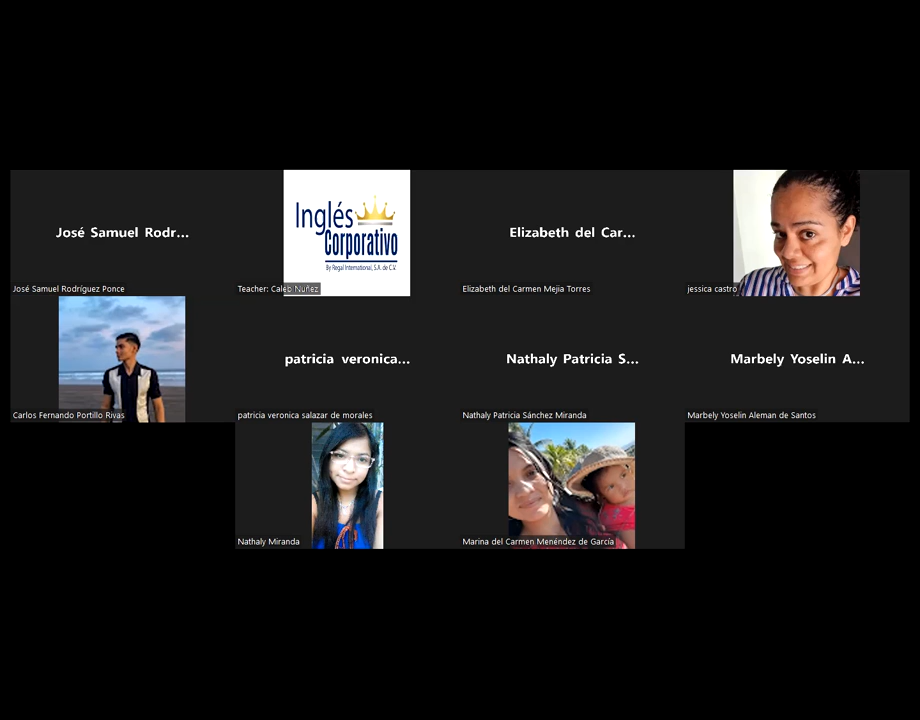 José Samuel Rodr...
José Samuel Rodríguez Ponce
Inglés
Corporativo
By Regal International, S.A. de C.V.
Teacher: Caleb Nuñez
Elizabeth del Car...
Elizabeth del Carmen Mejia Torres
jessica castro
Carlos Fernando Portillo Rivas
patricia veronica...
patricia veronica salazar de morales
Nathaly Patricia S...
Nathaly Patricia Sánchez Miranda
Marbely Yoselin A...
Marbely Yoselin Aleman de Santos
Nathaly Miranda
Marina del Carmen Menéndez de García